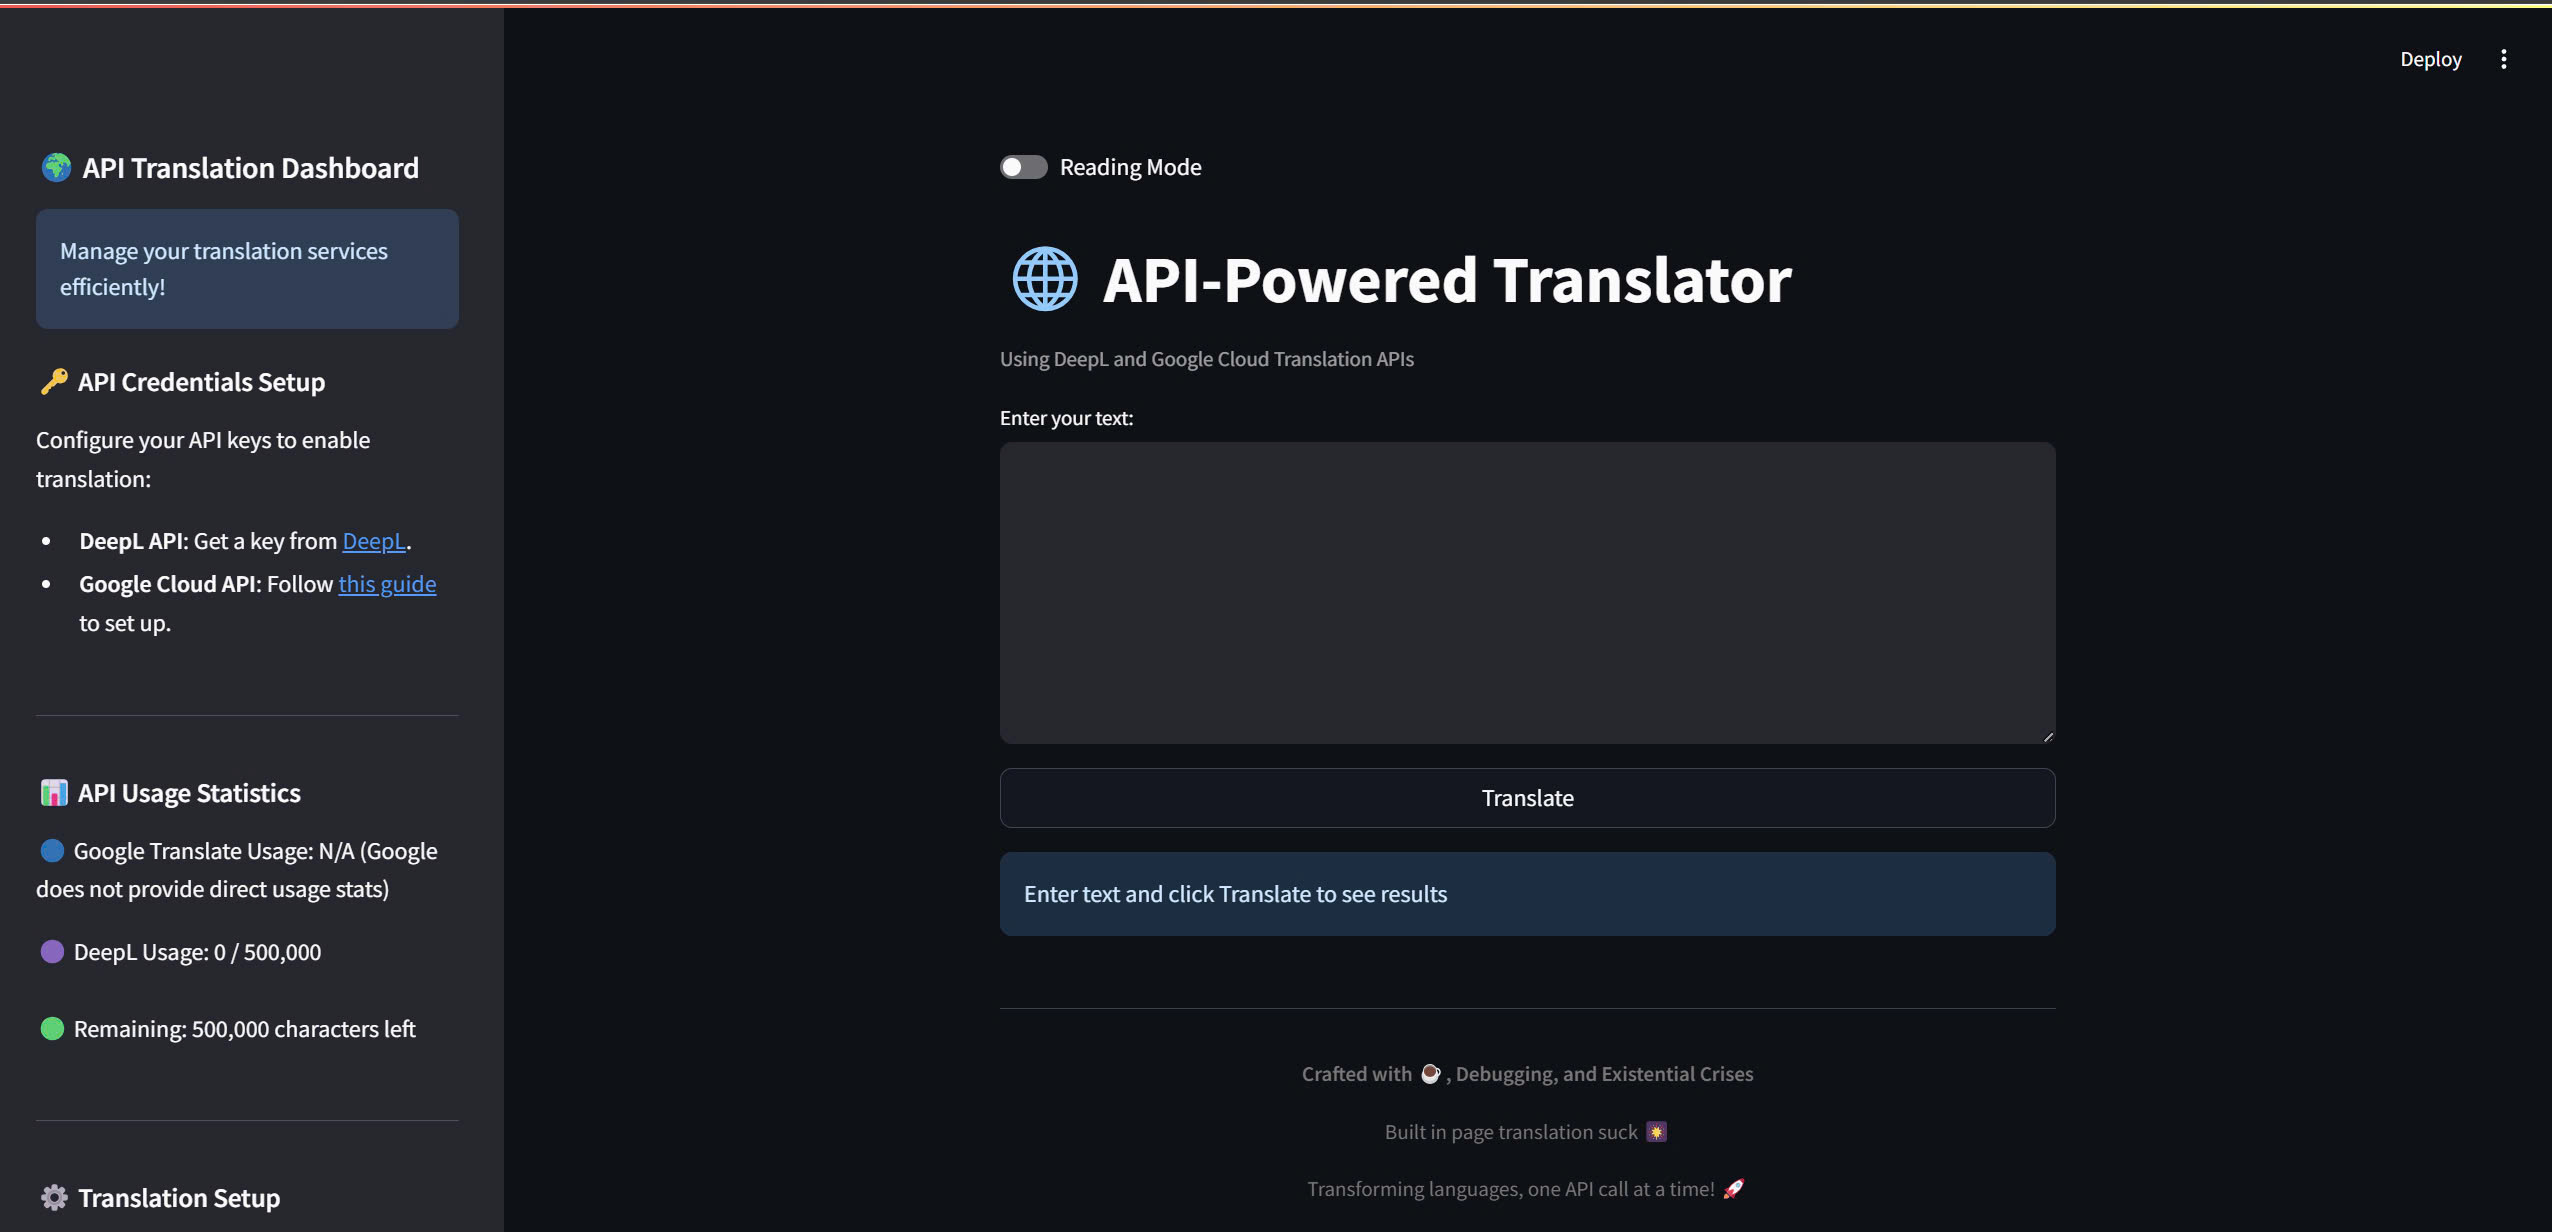 Deploy
🌍 API Translation Dashboard
Manage your translation services
efficiently!
🔑 API Credentials Setup
Configure your API keys to enable
translation:
• DeepL API: Get a key from DeepL.
• Google Cloud API: Follow this guide
to set up.
📊 API Usage Statistics
🔵 Google Translate Usage: N/A (Google
does not provide direct usage stats)
🟣 DeepL Usage: 0 / 500,000
🟢 Remaining: 500,000 characters left
⚙️ Translation Setup
Reading Mode
🌐 API-Powered Translator
Using DeepL and Google Cloud Translation APIs
Enter your text:
Translate
Enter text and click Translate to see results
Crafted with ☕ , Debugging, and Existential Crises
Built in page translation suck 🎇
Transforming languages, one API call at a time! 🚀